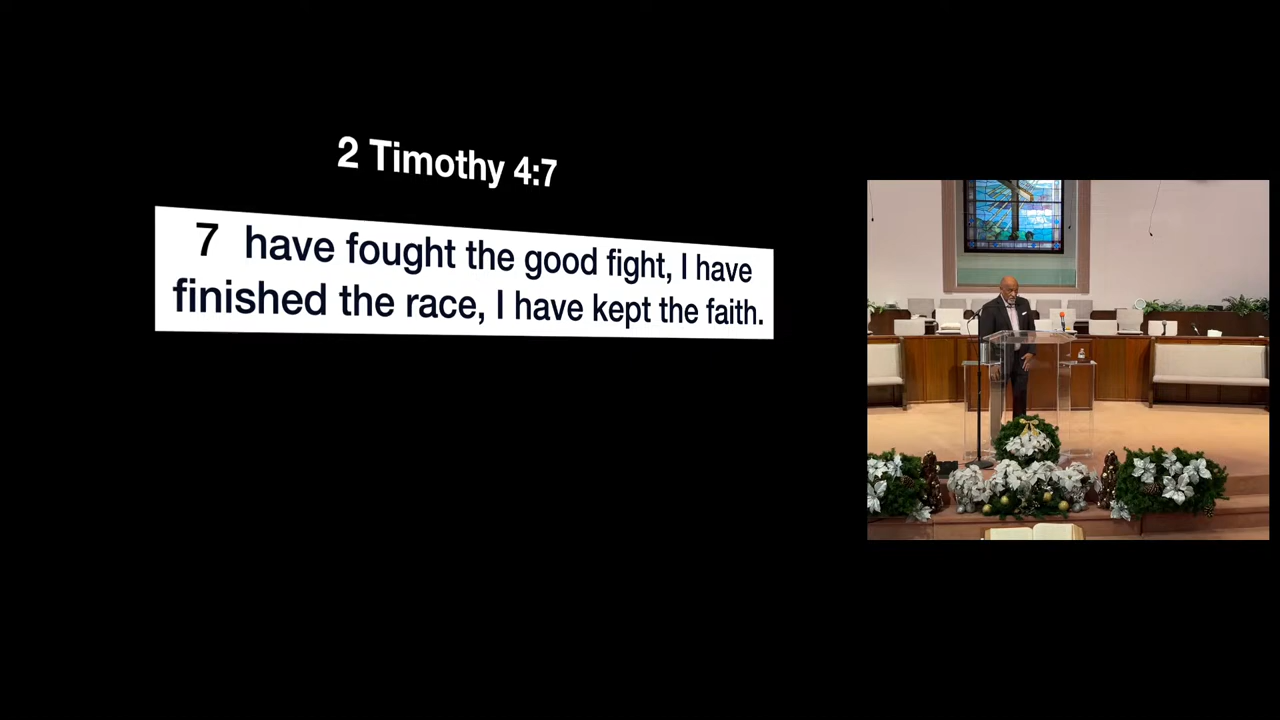 2 Timothy 4:7
7 have fought the good fight, I have
finished the race, I have kept the faith.